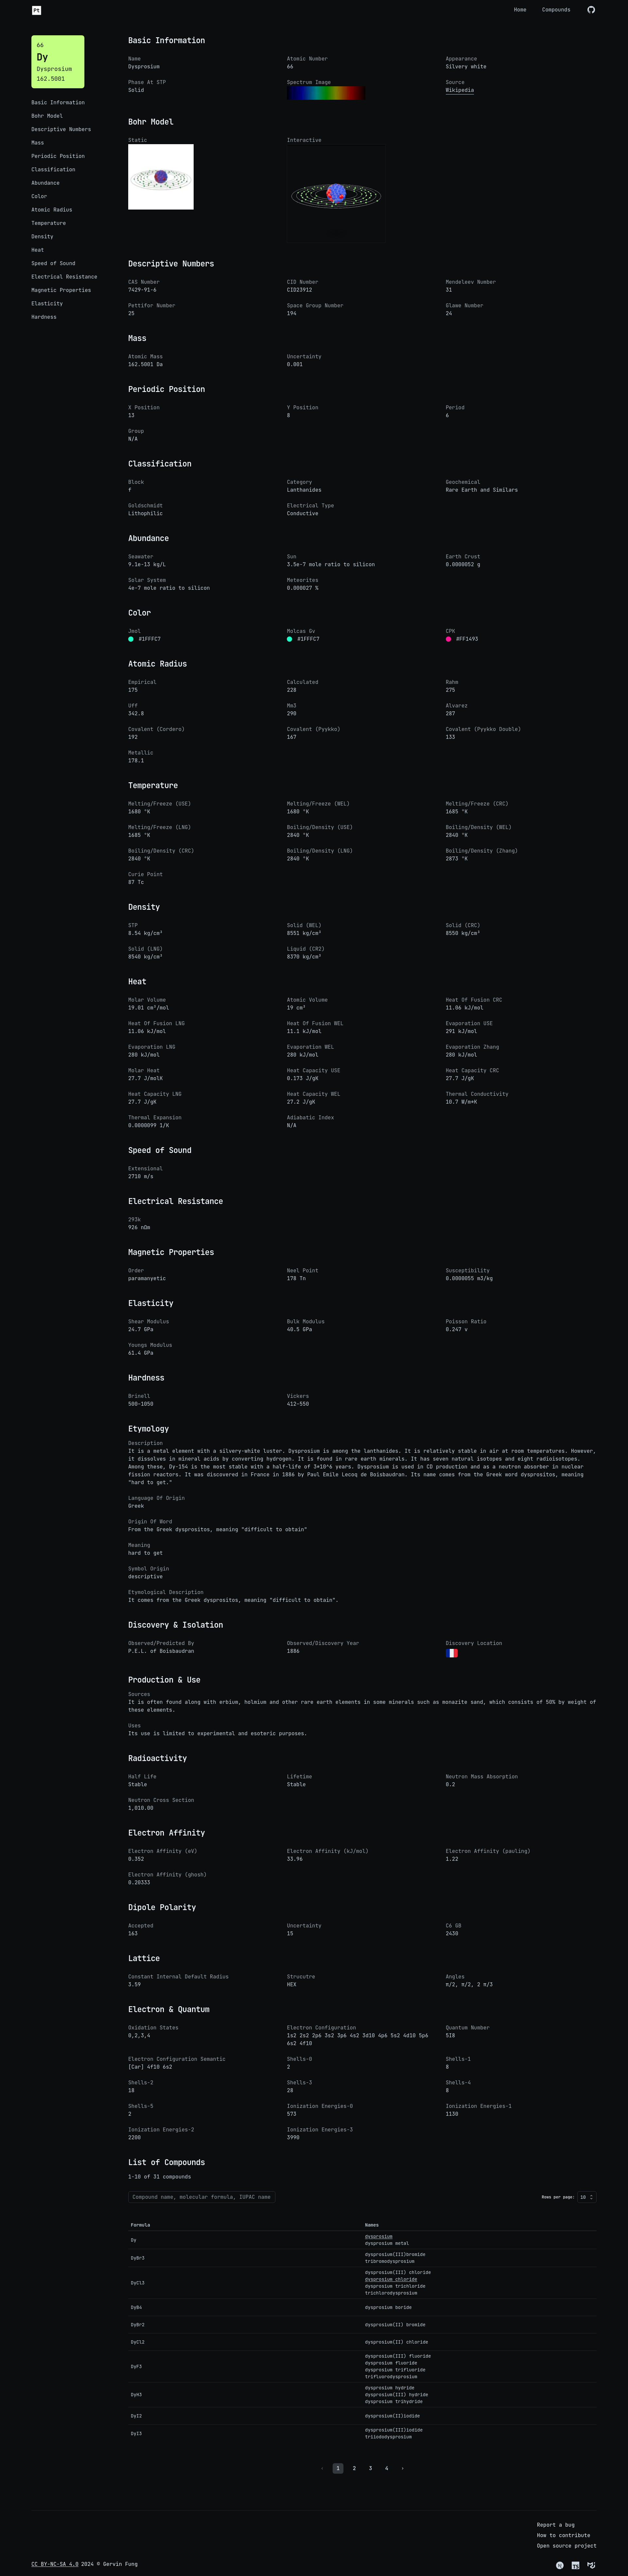 Pt
Home Compounds
66
Dy
Dysprosium
162.5001
Basic Information
Bohr Model
Descriptive Numbers
Mass
Periodic Position
Classification
Abundance
Color
Atomic Radius
Temperature
Density
Heat
Speed of Sound
Electrical Resistance
Magnetic Properties
Elasticity
Hardness
Basic Information
Name Atomic Number Appearance
Dysprosium 66 Silvery white
Phase At STP Spectrum Image Source
Solid Wikipedia
Bohr Model
Static Interactive
Descriptive Numbers
CAS Number CID Number Mendeleev Number
7429-91-6 CID23912 31
Pettifor Number Space Group Number Glawe Number
25 194 24
Mass
Atomic Mass Uncertainty
162.5001 Da 0.001
Periodic Position
X Position Y Position Period
13 8 6
Group
N/A
Classification
Block Category Geochemical
f Lanthanides Rare Earth and Similars
Goldschmidt Electrical Type
Lithophilic Conductive
Abundance
Seawater Sun Earth Crust
9.1e-13 kg/L 3.5e-7 mole ratio to silicon 0.0000052 g
Solar System Meteorites
4e-7 mole ratio to silicon 0.000027 %
Color
Jmol Molcas Gv CPK
#1FFFC7 #1FFFC7 #FF1493
Atomic Radius
Empirical Calculated Rahm
175 228 275
Uff Mm3 Alvarez
342.8 290 287
Covalent (Cordero) Covalent (Pyykko) Covalent (Pyykko Double)
192 167 133
Metallic
178.1
Temperature
Melting/Freeze (USE) Melting/Freeze (WEL) Melting/Freeze (CRC)
1680 °K 1680 °K 1685 °K
Melting/Freeze (LNG) Boiling/Density (USE) Boiling/Density (WEL)
1685 °K 2840 °K 2840 °K
Boiling/Density (CRC) Boiling/Density (LNG) Boiling/Density (Zhang)
2840 °K 2840 °K 2873 °K
Curie Point
87 Tc
Density
STP Solid (WEL) Solid (CRC)
8.54 kg/cm³ 8551 kg/cm³ 8550 kg/cm³
Solid (LNG) Liquid (CR2)
8540 kg/cm³ 8370 kg/cm³
Heat
Molar Volume Atomic Volume Heat Of Fusion CRC
19.01 cm³/mol 19 cm³ 11.06 kJ/mol
Heat Of Fusion LNG Heat Of Fusion WEL Evaporation USE
11.06 kJ/mol 11.1 kJ/mol 291 kJ/mol
Evaporation LNG Evaporation WEL Evaporation Zhang
280 kJ/mol 280 kJ/mol 280 kJ/mol
Molar Heat Heat Capacity USE Heat Capacity CRC
27.7 J/molK 0.173 J/gK 27.7 J/gK
Heat Capacity LNG Heat Capacity WEL Thermal Conductivity
27.7 J/gK 27.2 J/gK 10.7 W/m*K
Thermal Expansion Adiabatic Index
0.0000099 1/K N/A
Speed of Sound
Extensional
2710 m/s
Electrical Resistance
293k
926 nΩm
Magnetic Properties
Order Neel Point Susceptibility
paramanyetic 178 Tn 0.0000055 m3/kg
Elasticity
Shear Modulus Bulk Modulus Poisson Ratio
24.7 GPa 40.5 GPa 0.247 v
Youngs Modulus
61.4 GPa
Hardness
Brinell Vickers
500-1050 412-550
Etymology
Description
It is a metal element with a silvery-white luster. Dysprosium is among the lanthanides. It is relatively stable in air at room temperatures. However,
it dissolves in mineral acids by converting hydrogen. It is found in rare earth minerals. It has seven natural isotopes and eight radioisotopes.
Among these, Dy-154 is the most stable with a half-life of 3*10^6 years. Dysprosium is used in CD production and as a neutron absorber in nuclear
fission reactors. It was discovered in France in 1886 by Paul Emile Lecoq de Boisbaudran. Its name comes from the Greek word dysprositos, meaning
"hard to get."
Language Of Origin
Greek
Origin Of Word
From the Greek dysprositos, meaning "difficult to obtain"
Meaning
hard to get
Symbol Origin
descriptive
Etymological Description
It comes from the Greek dysprositos, meaning "difficult to obtain".
Discovery & Isolation
Observed/Predicted By Observed/Discovery Year Discovery Location
P.E.L. of Boisbaudran 1886
Production & Use
Sources
It is often found along with erbium, holmium and other rare earth elements in some minerals such as monazite sand, which consists of 50% by weight of
these elements.
Uses
Its use is limited to experimental and esoteric purposes.
Radioactivity
Half Life Lifetime Neutron Mass Absorption
Stable Stable 0.2
Neutron Cross Section
1,010.00
Electron Affinity
Electron Affinity (eV) Electron Affinity (kJ/mol) Electron Affinity (pauling)
0.352 33.96 1.22
Electron Affinity (ghosh)
0.20333
Dipole Polarity
Accepted Uncertainty C6 GB
163 15 2430
Lattice
Constant Internal Default Radius Strucutre Angles
3.59 HEX π/2, π/2, 2 π/3
Electron & Quantum
Oxidation States Electron Configuration Quantum Number
0,2,3,4 1s2 2s2 2p6 3s2 3p6 4s2 3d10 4p6 5s2 4d10 5p6 5I8
6s2 4f10
Electron Configuration Semantic Shells-0 Shells-1
[Car] 4f10 6s2 2 8
Shells-2 Shells-3 Shells-4
18 28 8
Shells-5 Ionization Energies-0 Ionization Energies-1
2 573 1130
Ionization Energies-2 Ionization Energies-3
2200 3990
List of Compounds
1-10 of 31 compounds
Compound name, molecular formula, IUPAC name Rows per page: 10
Formula Names
Dy dysprosium
dysprosium metal
DyBr3 dysprosium(III)bromide
tribromodysprosium
DyCl3 dysprosium(III) chloride
dysprosium chloride
dysprosium trichloride
trichlorodysprosium
DyB4 dysprosium boride
DyBr2 dysprosium(II) bromide
DyCl2 dysprosium(II) chloride
DyF3 dysprosium(III) fluoride
dysprosium fluoride
dysprosium trifluoride
trifluorodysprosium
DyH3 dysprosium hydride
dysprosium(III) hydride
dysprosium trihydride
DyI2 dysprosium(II)iodide
DyI3 dysprosium(III)iodide
triiododysprosium
‹ 1 2 3 4 ›
Report a bug
How to contribute
Open source project
CC BY-NC-SA 4.0 2024 © Gervin Fung